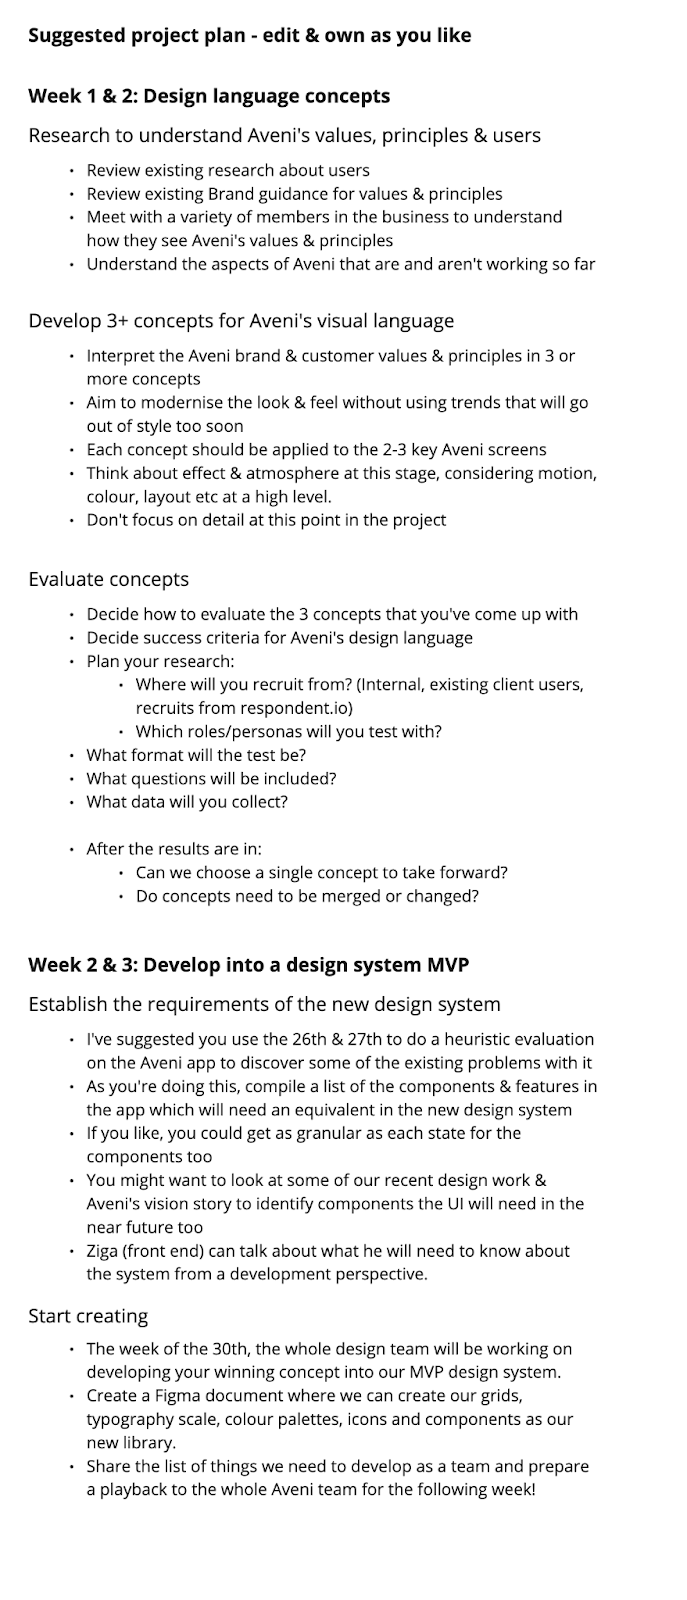 Suggested project plan - edit & own as you like
Week 1 & 2: Design language concepts
Research to understand Aveni's values, principles & users
• Review existing research about users
• Review existing Brand guidance for values & principles
• Meet with a variety of members in the business to understand
how they see Aveni's values & principles
• Understand the aspects of Aveni that are and aren't working so far
Develop 3+ concepts for Aveni's visual language
• Interpret the Aveni brand & customer values & principles in 3 or
more concepts
• Aim to modernise the look & feel without using trends that will go
out of style too soon
• Each concept should be applied to the 2-3 key Aveni screens
• Think about effect & atmosphere at this stage, considering motion,
colour, layout etc at a high level.
• Don't focus on detail at this point in the project
Evaluate concepts
• Decide how to evaluate the 3 concepts that you've come up with
• Decide success criteria for Aveni's design language
• Plan your research:
• Where will you recruit from? (Internal, existing client users,
recruits from respondent.io)
• Which roles/personas will you test with?
• What format will the test be?
• What questions will be included?
• What data will you collect?
• After the results are in:
• Can we choose a single concept to take forward?
• Do concepts need to be merged or changed?
Week 2 & 3: Develop into a design system MVP
Establish the requirements of the new design system
• I've suggested you use the 26th & 27th to do a heuristic evaluation
on the Aveni app to discover some of the existing problems with it
• As you're doing this, compile a list of the components & features in
the app which will need an equivalent in the new design system
• If you like, you could get as granular as each state for the
components too
• You might want to look at some of our recent design work &
Aveni's vision story to identify components the UI will need in the
near future too
• Ziga (front end) can talk about what he will need to know about
the system from a development perspective.
Start creating
• The week of the 30th, the whole design team will be working on
developing your winning concept into our MVP design system.
• Create a Figma document where we can create our grids,
typography scale, colour palettes, icons and components as our
new library.
• Share the list of things we need to develop as a team and prepare
a playback to the whole Aveni team for the following week!